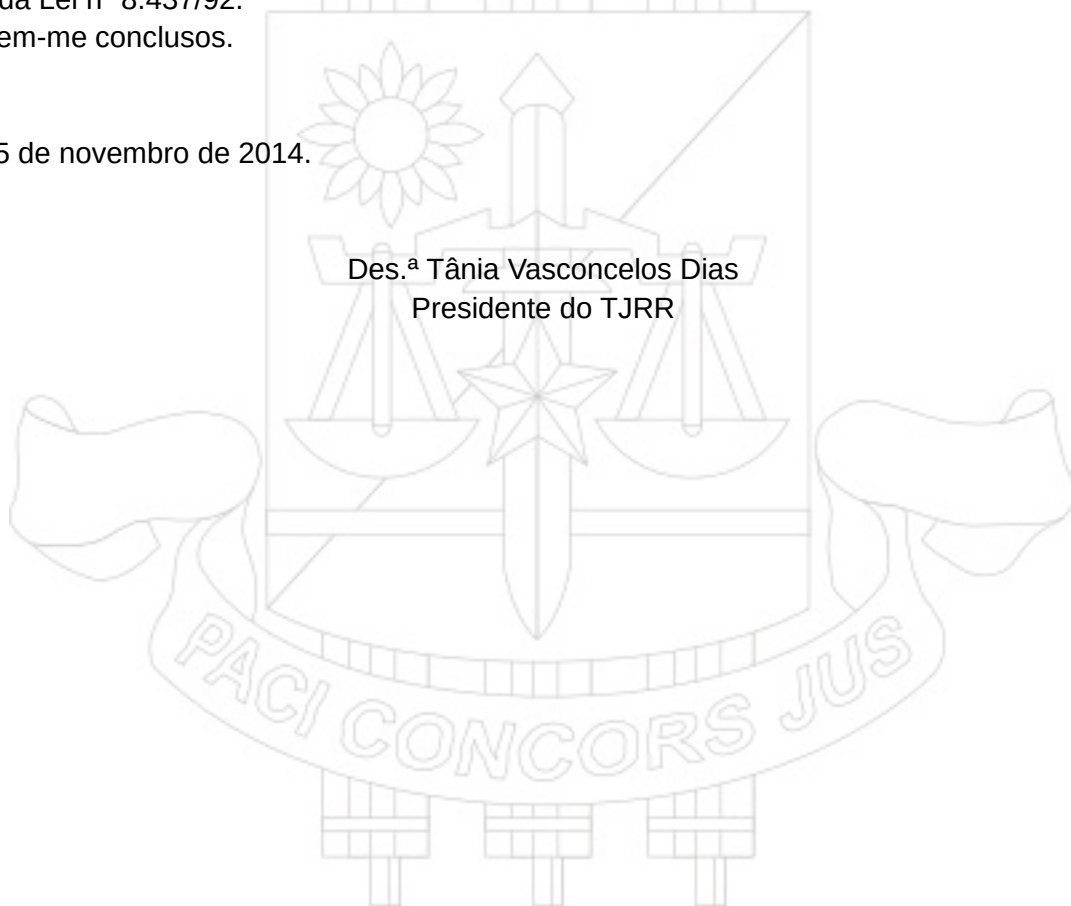 da Lei nº 8.437/92.
em-me conclusos.
5 de novembro de 2014.
Des.ª Tânia Vasconcelos Dias
Presidente do TJRR
PACI CONCORS JUS